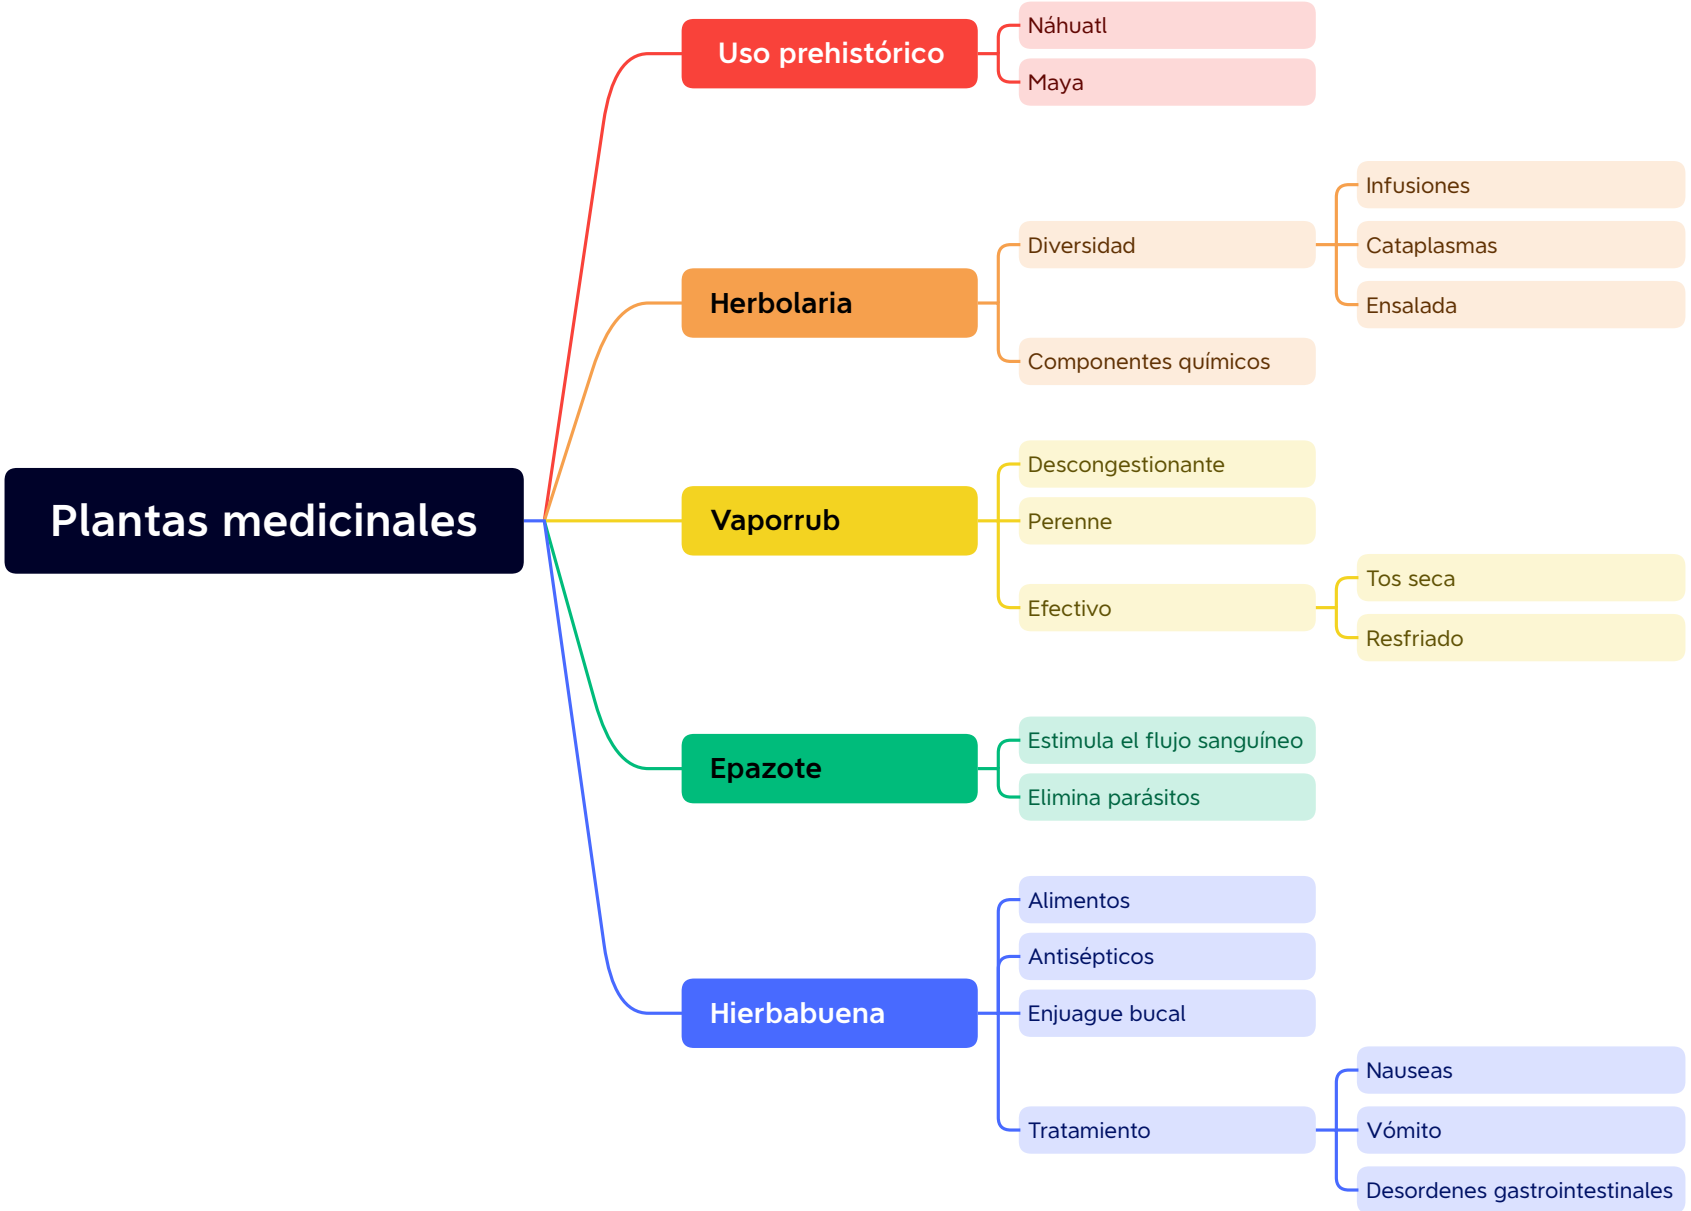 Plantas medicinales
Uso prehistórico
Náhuatl
Maya
Herbolaria
Diversidad
Infusiones
Cataplasmas
Ensalada
Componentes químicos
Vaporrub
Descongestionante
Perenne
Efectivo
Tos seca
Resfriado
Epazote
Estimula el flujo sanguíneo
Elimina parásitos
Hierbabuena
Alimentos
Antisépticos
Enjuague bucal
Tratamiento
Nauseas
Vómito
Desordenes gastrointestinales